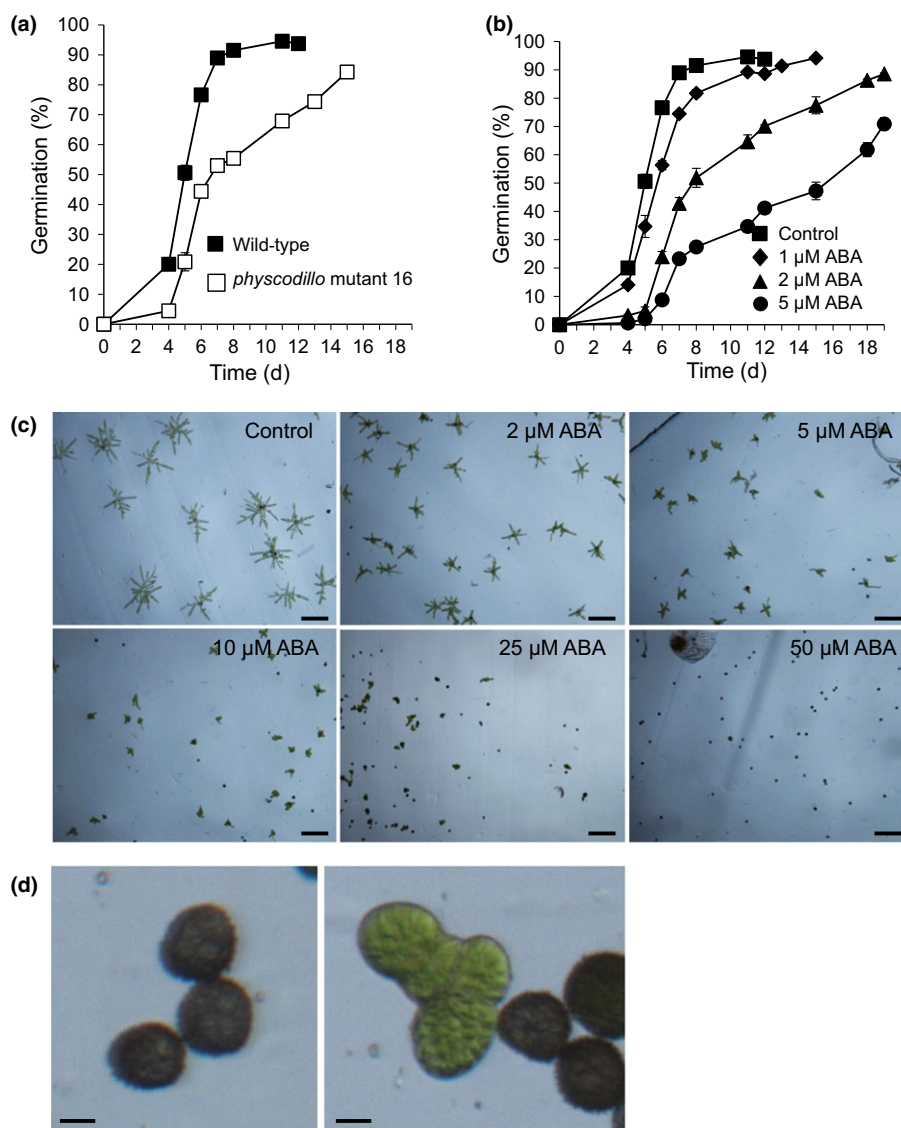 (a)
100
90
80
70
60
50
40
30
20
10
0
Germination (%)
Wild-type
physcodillo mutant 16
0 2 4 6 8 10 12 14 16 18
Time (d)
(b)
100
90
80
70
60
50
40
30
20
10
0
Germination (%)
Control
1 µM ABA
2 µM ABA
5 µM ABA
0 2 4 6 8 10 12 14 16 18
Time (d)
(c)
Control
2 µM ABA
5 µM ABA
10 µM ABA
25 µM ABA
50 µM ABA
(d)